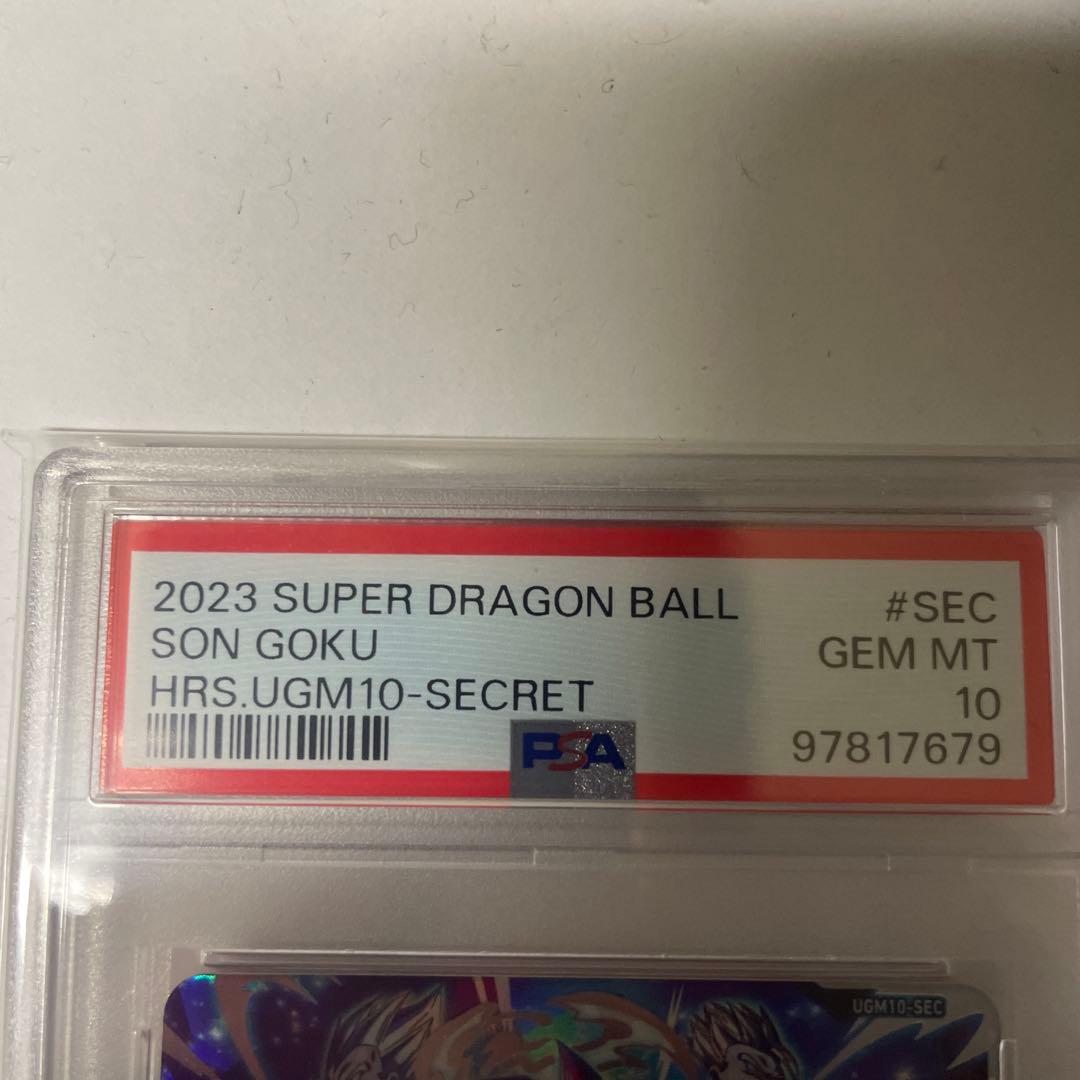 2023 SUPER DRAGON BALL #SEC
SON GOKU GEM MT
HRS.UGM10-SECRET 10
PSA 97817679
UGM10-SEC